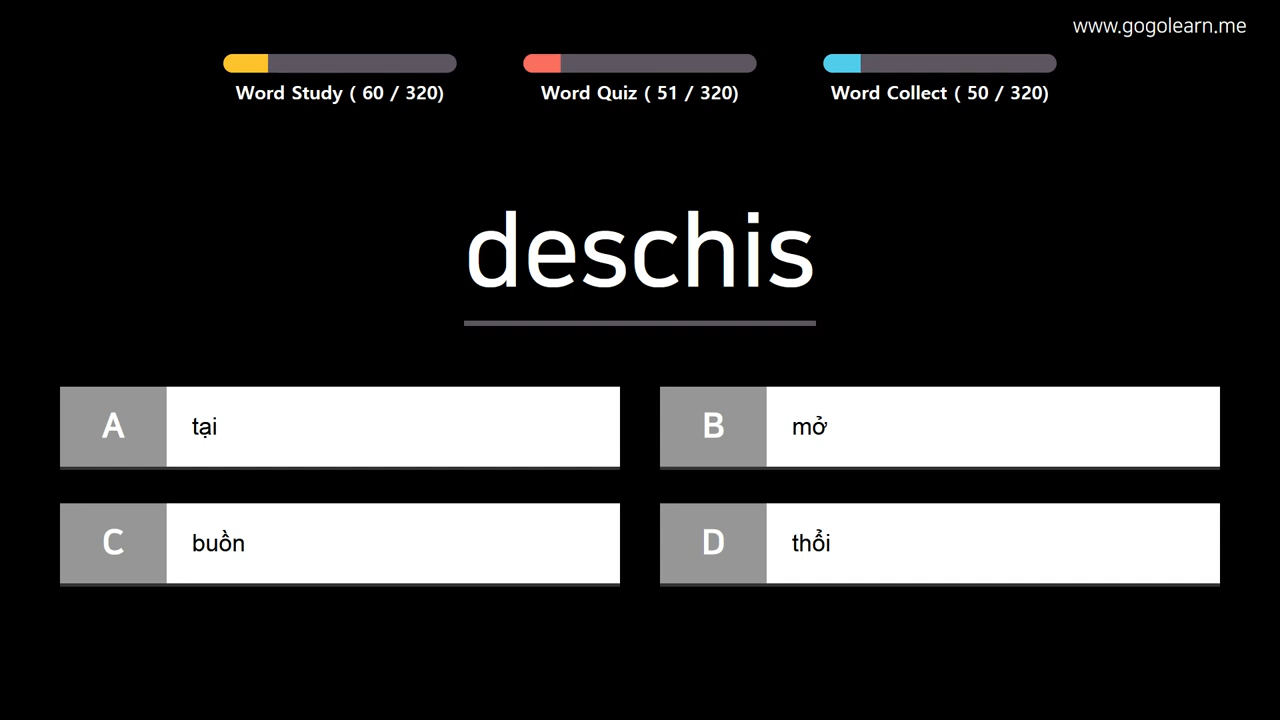 www.gogolearn.me
Word Study ( 60 / 320)
Word Quiz ( 51 / 320)
Word Collect ( 50 / 320)
deschis
A tại
B mở
C buồn
D thổi